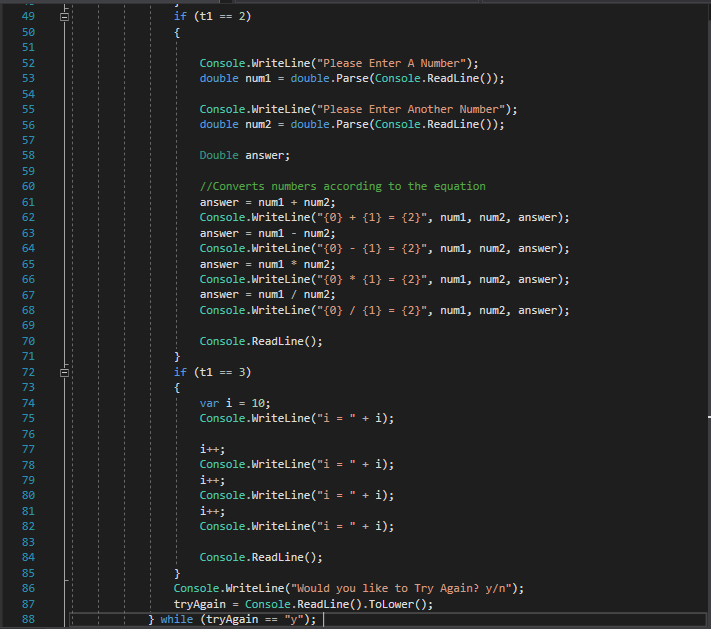 49 if (t1 == 2)
50 {
51
52 Console.WriteLine("Please Enter A Number");
53 double num1 = double.Parse(Console.ReadLine());
54
55 Console.WriteLine("Please Enter Another Number");
56 double num2 = double.Parse(Console.ReadLine());
57
58 Double answer;
59
60 //Converts numbers according to the equation
61 answer = num1 + num2;
62 Console.WriteLine("{0} + {1} = {2}", num1, num2, answer);
63 answer = num1 - num2;
64 Console.WriteLine("{0} - {1} = {2}", num1, num2, answer);
65 answer = num1 * num2;
66 Console.WriteLine("{0} * {1} = {2}", num1, num2, answer);
67 answer = num1 / num2;
68 Console.WriteLine("{0} / {1} = {2}", num1, num2, answer);
69
70 Console.ReadLine();
71 }
72 if (t1 == 3)
73 {
74 var i = 10;
75 Console.WriteLine("i = " + i);
76
77 i++;
78 Console.WriteLine("i = " + i);
79 i++;
80 Console.WriteLine("i = " + i);
81 i++;
82 Console.WriteLine("i = " + i);
83
84 Console.ReadLine();
85 }
86 Console.WriteLine("Would you like to Try Again? y/n");
87 tryAgain = Console.ReadLine().ToLower();
88 } while (tryAgain == "y");